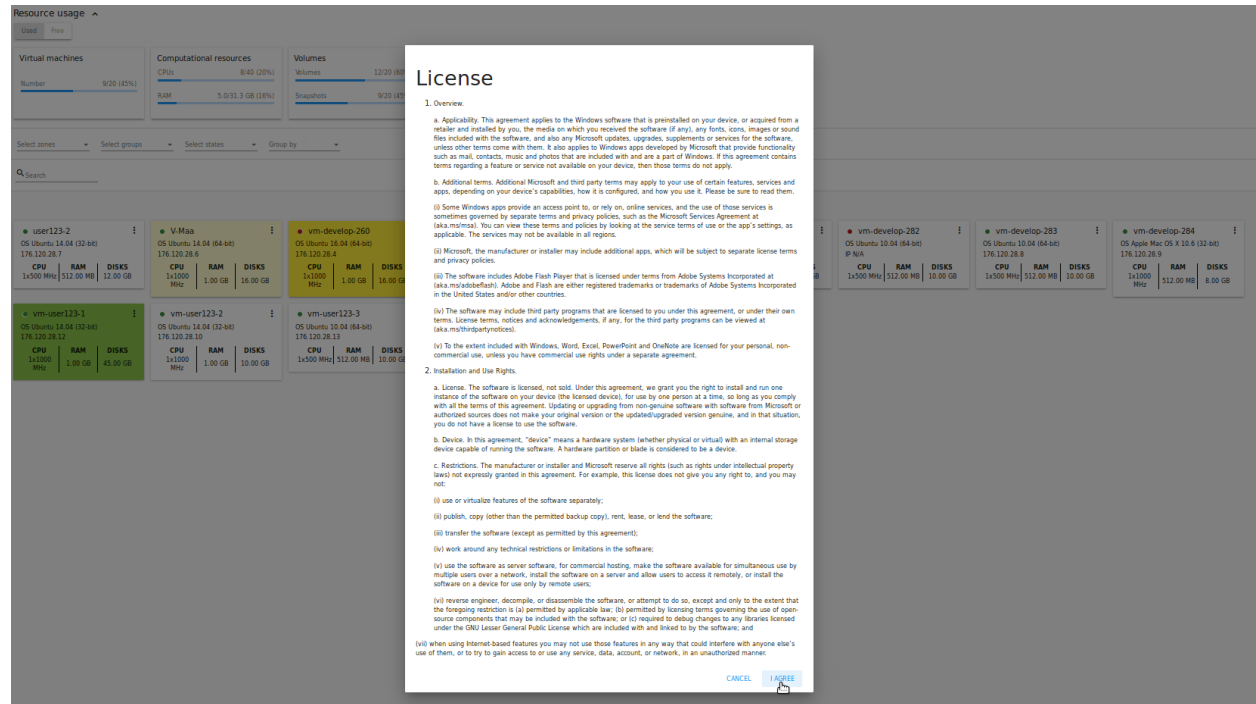 Resource usage
Used Free
Virtual machines
Number 9/20 (45%)
Computational resources
CPUs 8/40 (20%)
RAM 5.0/31.3 GB (16%)
Volumes
Volumes 12/20 (60%
Snapshots 9/20 (45
Select zones Select groups Select states Group by
Search
user123-2
OS Ubuntu 14.04 (32-bit)
176.120.28.7
CPU RAM DISKS
1x500 MHz 512.00 MB 12.00 GB
V-Maa
OS Ubuntu 14.04 (64-bit)
176.120.28.6
CPU RAM DISKS
1x1000 MHz 1.00 GB 16.00 GB
vm-develop-260
OS Ubuntu 16.04 (64-bit)
176.120.28.4
CPU RAM DISKS
1x1000 MHz 1.00 GB 16.00 GB
vm-develop-282
OS Ubuntu 10.04 (64-bit)
IP N/A
CPU RAM DISKS
1x500 MHz 512.00 MB 10.00 GB
vm-develop-283
OS Ubuntu 10.04 (64-bit)
176.120.28.8
CPU RAM DISKS
1x500 MHz 512.00 MB 10.00 GB
vm-develop-284
OS Apple Mac OS X 10.6 (32-bit)
176.120.28.9
CPU RAM DISKS
1x1000 MHz 512.00 MB 8.00 GB
vm-user123-1
OS Ubuntu 14.04 (32-bit)
176.120.28.12
CPU RAM DISKS
1x1000 MHz 1.00 GB 45.00 GB
vm-user123-2
OS Ubuntu 14.04 (32-bit)
176.120.28.10
CPU RAM DISKS
1x1000 MHz 1.00 GB 10.00 GB
vm-user123-3
OS Ubuntu 10.04 (64-bit)
176.120.28.13
CPU RAM DISKS
1x500 MHz 512.00 MB 10.00 GB
License
1. Overview.
a. Applicability. This agreement applies to the Windows software that is preinstalled on your device, or acquired from a
retailer and installed by you, the media on which you received the software (if any), any fonts, icons, images or sound
files included with the software, and also any Microsoft updates, upgrades, supplements or services for the software,
unless other terms come with them. It also applies to Windows apps developed by Microsoft that provide functionality
such as mail, contacts, music and photos that are included with and are a part of Windows. If this agreement contains
terms regarding a feature or service not available on your device, then those terms do not apply.
b. Additional terms. Additional Microsoft and third party terms may apply to your use of certain features, services and
apps, depending on your device's capabilities, how it is configured, and how you use it. Please be sure to read them.
(i) Some Windows apps provide an access point to, or rely on, online services, and the use of those services is
sometimes governed by separate terms and privacy policies, such as the Microsoft Services Agreement at
(aka.ms/msa). You can view these terms and policies by looking at the service terms of use or the app's settings, as
applicable. The services may not be available in all regions.
(ii) Microsoft, the manufacturer or installer may include additional apps, which will be subject to separate license terms
and privacy policies.
(iii) The software includes Adobe Flash Player that is licensed under terms from Adobe Systems Incorporated at
(aka.ms/adobeflash). Adobe and Flash are either registered trademarks or trademarks of Adobe Systems Incorporated
in the United States and/or other countries.
(iv) The software may include third party programs that are licensed to you under this agreement, or under their own
terms. License terms, notices and acknowledgements, if any, for the third party programs can be viewed at
(aka.ms/thirdpartynotices).
(v) To the extent included with Windows, Word, Excel, PowerPoint and OneNote are licensed for your personal, non-
commercial use, unless you have commercial use rights under a separate agreement.
2. Installation and Use Rights.
a. License. The software is licensed, not sold. Under this agreement, we grant you the right to install and run one
instance of the software on your device (the licensed device), for use by one person at a time, so long as you comply
with all the terms of this agreement. Updating or upgrading from non-genuine software with software from Microsoft or
authorized sources does not make your original version or the updated/upgraded version genuine, and in that situation,
you do not have a license to use the software.
b. Device. In this agreement, "device" means a hardware system (whether physical or virtual) with an internal storage
device capable of running the software. A hardware partition or blade is considered to be a device.
c. Restrictions. The manufacturer or installer and Microsoft reserve all rights (such as rights under intellectual property
laws) not expressly granted in this agreement. For example, this license does not give you any right to, and you may
not:
(i) use or virtualize features of the software separately;
(ii) publish, copy (other than the permitted backup copy), rent, lease, or lend the software;
(iii) transfer the software (except as permitted by this agreement);
(iv) work around any technical restrictions or limitations in the software;
(v) use the software as server software, for commercial hosting, make the software available for simultaneous use by
multiple users over a network, install the software on a server and allow users to access it remotely, or install the
software on a device for use only by remote users;
(vi) reverse engineer, decompile, or disassemble the software, or attempt to do so, except and only to the extent that
the foregoing restriction is (a) permitted by applicable law; (b) permitted by licensing terms governing the use of open-
source components that may be included with the software; or (c) required to debug changes to any libraries licensed
under the GNU Lesser General Public License which are included with and linked to by the software; and
(vii) when using Internet-based features you may not use those features in any way that could interfere with anyone else's
use of them, or to try to gain access to or use any service, data, account, or network, in an unauthorized manner.
CANCEL I AGREE